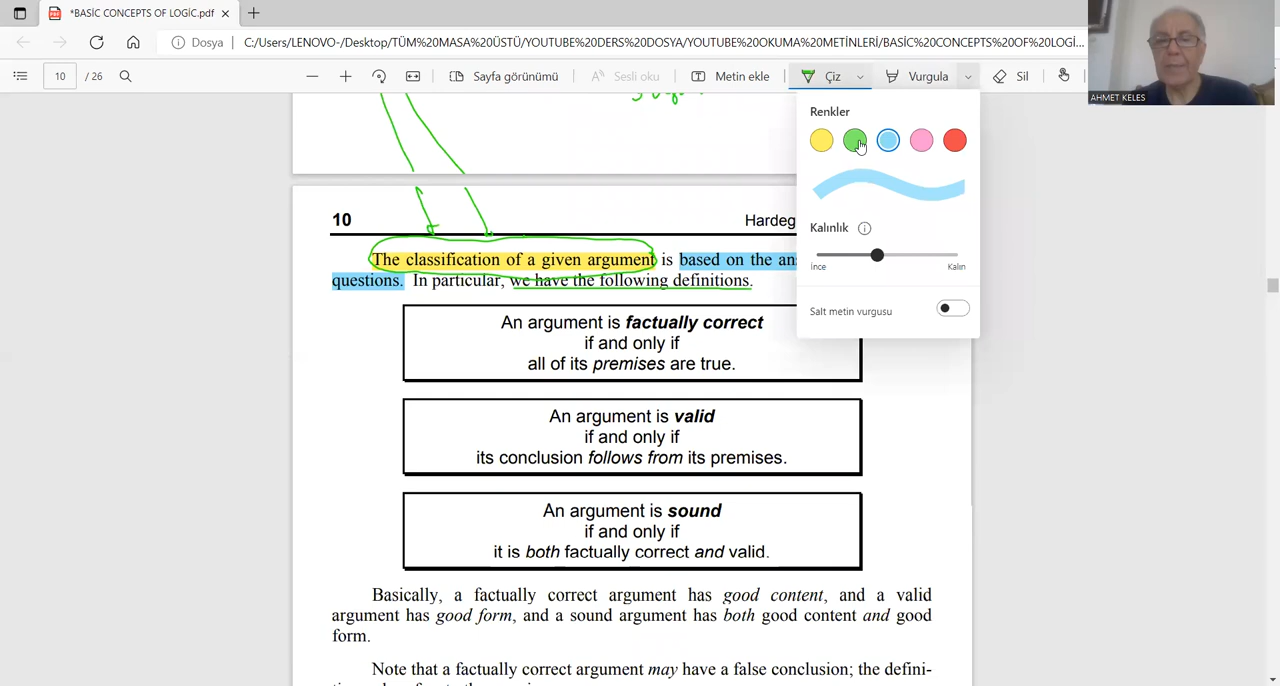 *BASİC CONCEPTS OF LOGİC.pdf
Dosya
C:/Users/LENOVO-/Desktop/TÜM%20MASA%20ÜSTÜ/YOUTUBE%20DERS%20DOSYA/YOUTUBE%20OKUMA%20METİNLERİ/BASİC%20CONCEPTS%20OF%20LOGİ...
10 / 26
Sayfa görünümü
Sesli oku
Metin ekle
Çiz
Vurgula
Sil
AHMET KELES
Renkler
Kalınlık
İnce
Kalın
Salt metin vurgusu
10 Hardeg
The classification of a given argument is based on the ans
questions. In particular, we have the following definitions.
An argument is factually correct
if and only if
all of its premises are true.
An argument is valid
if and only if
its conclusion follows from its premises.
An argument is sound
if and only if
it is both factually correct and valid.
Basically, a factually correct argument has good content, and a valid
argument has good form, and a sound argument has both good content and good
form.
Note that a factually correct argument may have a false conclusion; the defini-